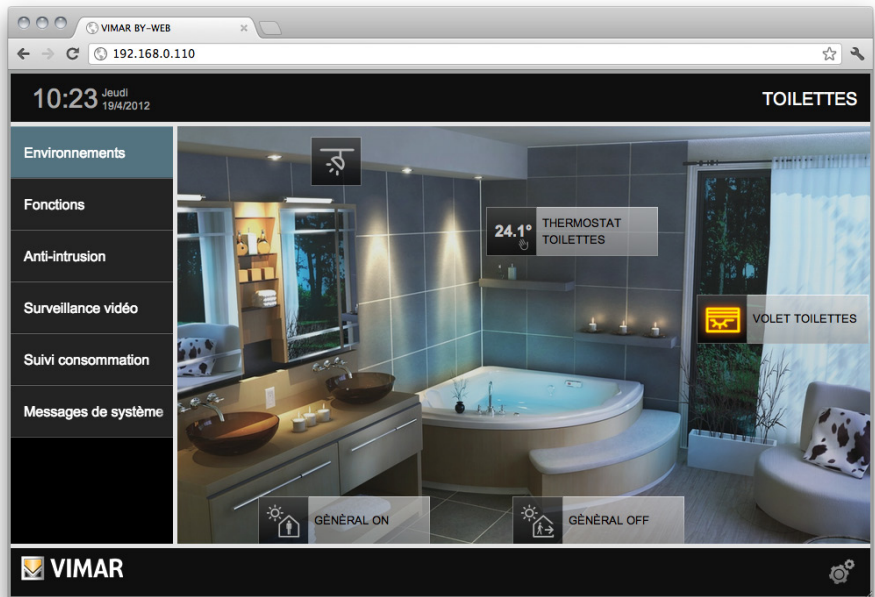 VIMAR BY-WEB
192.168.0.110
10:23 Jeudi
19/4/2012
TOILETTES
Environnements
Fonctions
Anti-intrusion
Surveillance vidéo
Suivi consommation
Messages de système
24.1° THERMOSTAT
TOILETTES
VOLET TOILETTES
GÈNÈRAL ON
GÈNÈRAL OFF
VIMAR